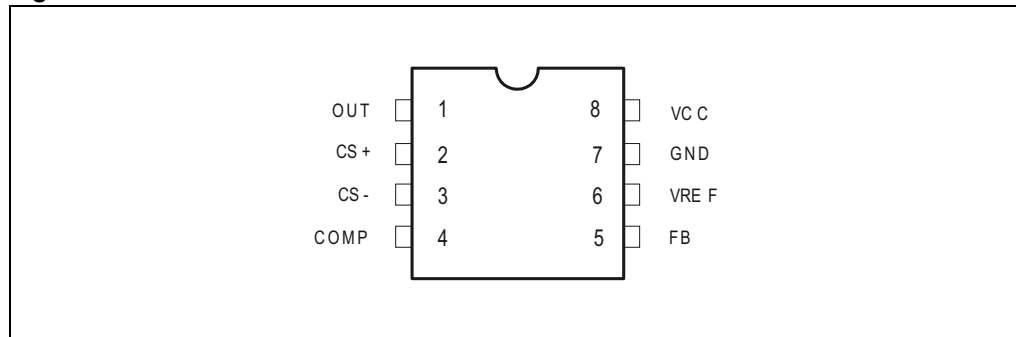 OUT 1 8 VCC
CS+ 2 7 GND
CS- 3 6 VREF
COMP 4 5 FB